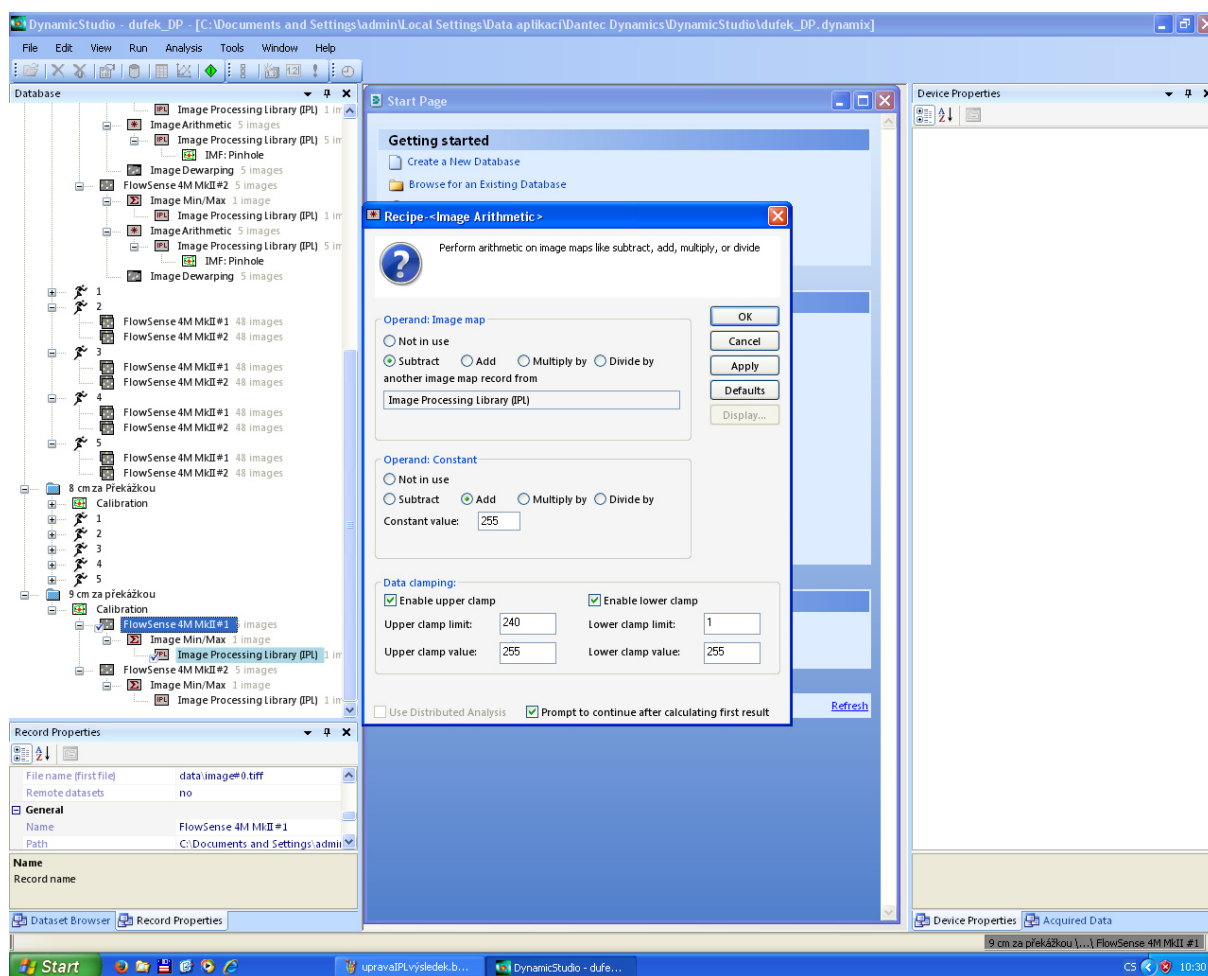 DynamicStudio - dufek_DP - [C:\Documents and Settings\admin\Local Settings\Data aplikací\Dantec Dynamics\DynamicStudio\dufek_DP.dynamix]
File Edit View Run Analysis Tools Window Help
Database
Image Processing Library (IPL) 1 im
Image Arithmetic 5 images
Image Processing Library (IPL) 5 im
IMF: Pinhole
Image Dewarping 5 images
FlowSense 4M MkII#2 5 images
Image Min/Max 1 image
Image Processing Library (IPL) 1 im
Image Arithmetic 5 images
Image Processing Library (IPL) 5 im
IMF: Pinhole
Image Dewarping 5 images
1
2
FlowSense 4M MkII#1 48 images
FlowSense 4M MkII#2 48 images
3
FlowSense 4M MkII#1 48 images
FlowSense 4M MkII#2 48 images
4
FlowSense 4M MkII#1 48 images
FlowSense 4M MkII#2 48 images
5
FlowSense 4M MkII#1 48 images
FlowSense 4M MkII#2 48 images
8 cm za Překážkou
Calibration
1
2
3
4
5
9 cm za překážkou
Calibration
FlowSense 4M MkII#1 images
Image Min/Max 1 image
Image Processing Library (IPL) 1 im
FlowSense 4M MkII#2 5 images
Image Min/Max 1 image
Image Processing Library (IPL) 1 im
Record Properties
File name (first file) data\image#0.tiff
Remote datasets no
General
Name FlowSense 4M MkII #1
Path C:\Documents and Settings\admin
Name
Record name
Dataset Browser Record Properties
Start Page
Getting started
Create a New Database
Browse for an Existing Database
Recipe-<Image Arithmetic>
Perform arithmetic on image maps like subtract, add, multiply, or divide
Operand: Image map
Not in use
Subtract Add Multiply by Divide by
another image map record from
Image Processing Library (IPL)
OK
Cancel
Apply
Defaults
Display...
Operand: Constant
Not in use
Subtract Add Multiply by Divide by
Constant value: 255
Data clamping:
Enable upper clamp Enable lower clamp
Upper clamp limit: 240 Lower clamp limit: 1
Upper clamp value: 255 Lower clamp value: 255
Use Distributed Analysis Prompt to continue after calculating first result
Refresh
Device Properties
Device Properties Acquired Data
9 cm za překážkou \...\ FlowSense 4M MkII #1
Start upravaIPLvýsledek.b... DynamicStudio - dufe... CS 10:30